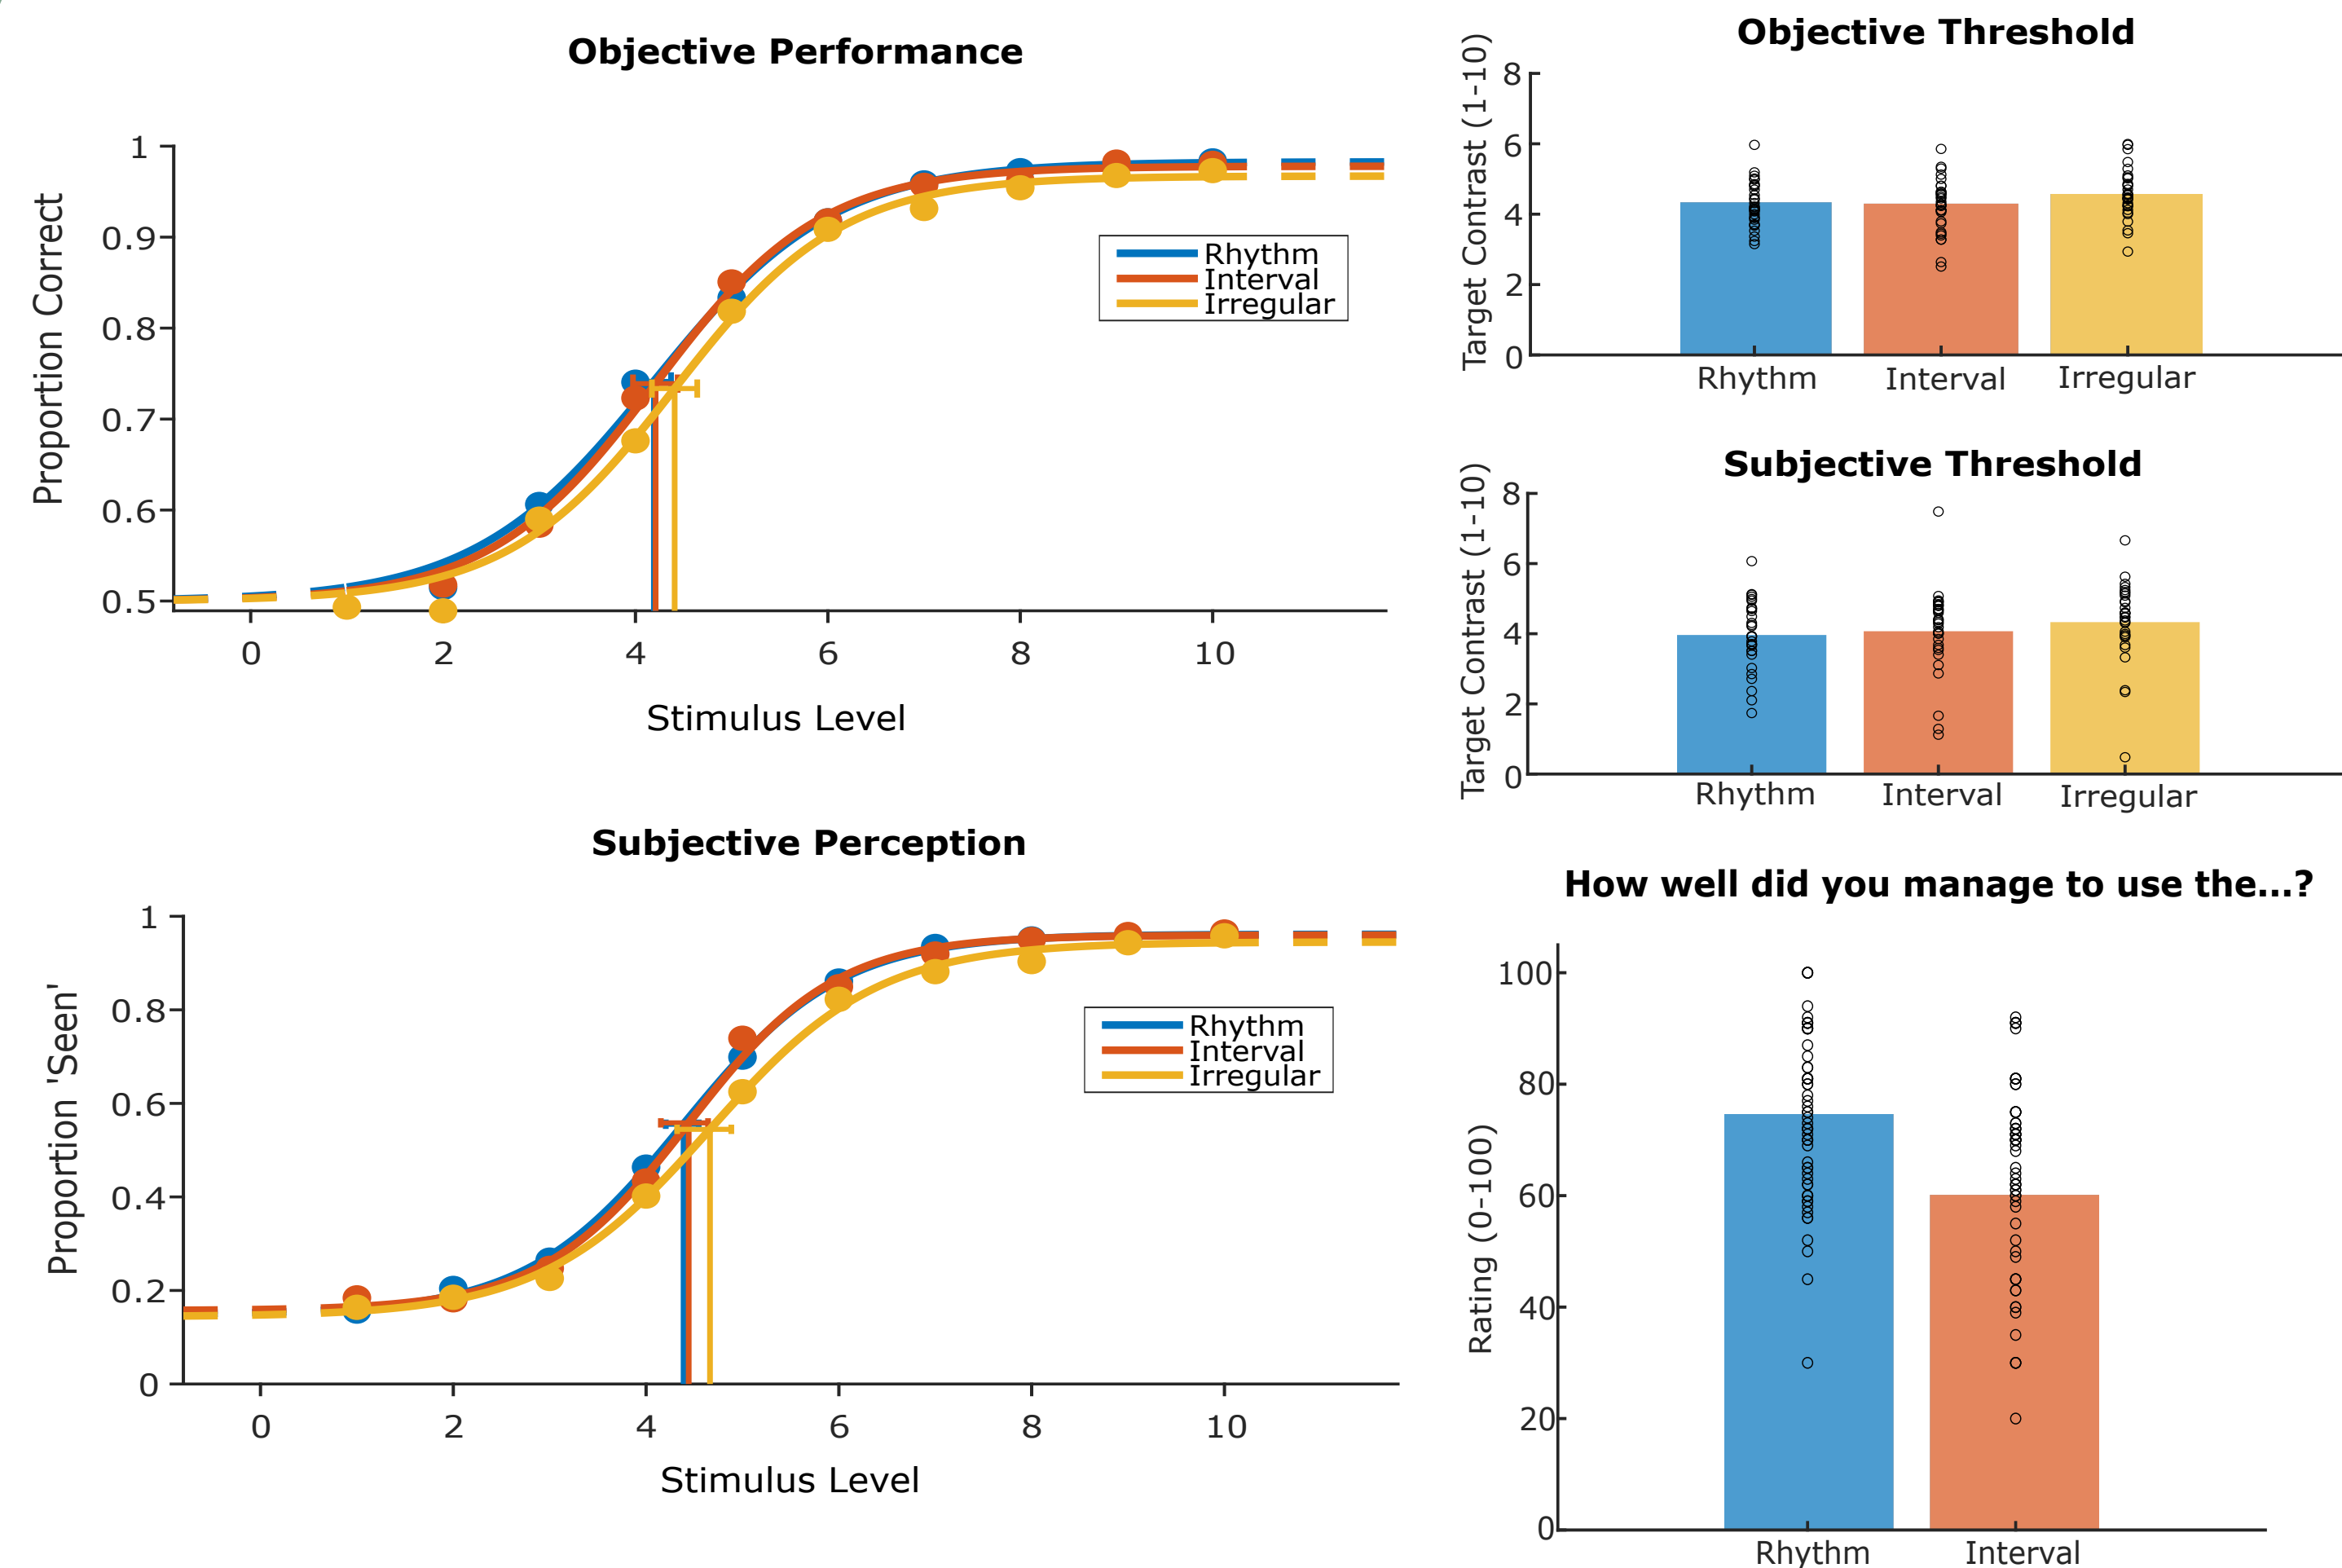 Objective Performance
Proportion Correct
1
0.9
0.8
0.7
0.6
0.5
0 2 4 6 8 10
Stimulus Level
Rhythm
Interval
Irregular
Objective Threshold
Target Contrast (1-10)
8
6
4
2
0
Rhythm Interval Irregular
Subjective Threshold
Target Contrast (1-10)
8
6
4
2
0
Rhythm Interval Irregular
Subjective Perception
Proportion 'Seen'
1
0.8
0.6
0.4
0.2
0
0 2 4 6 8 10
Stimulus Level
Rhythm
Interval
Irregular
How well did you manage to use the...?
Rating (0-100)
100
80
60
40
20
0
Rhythm Interval